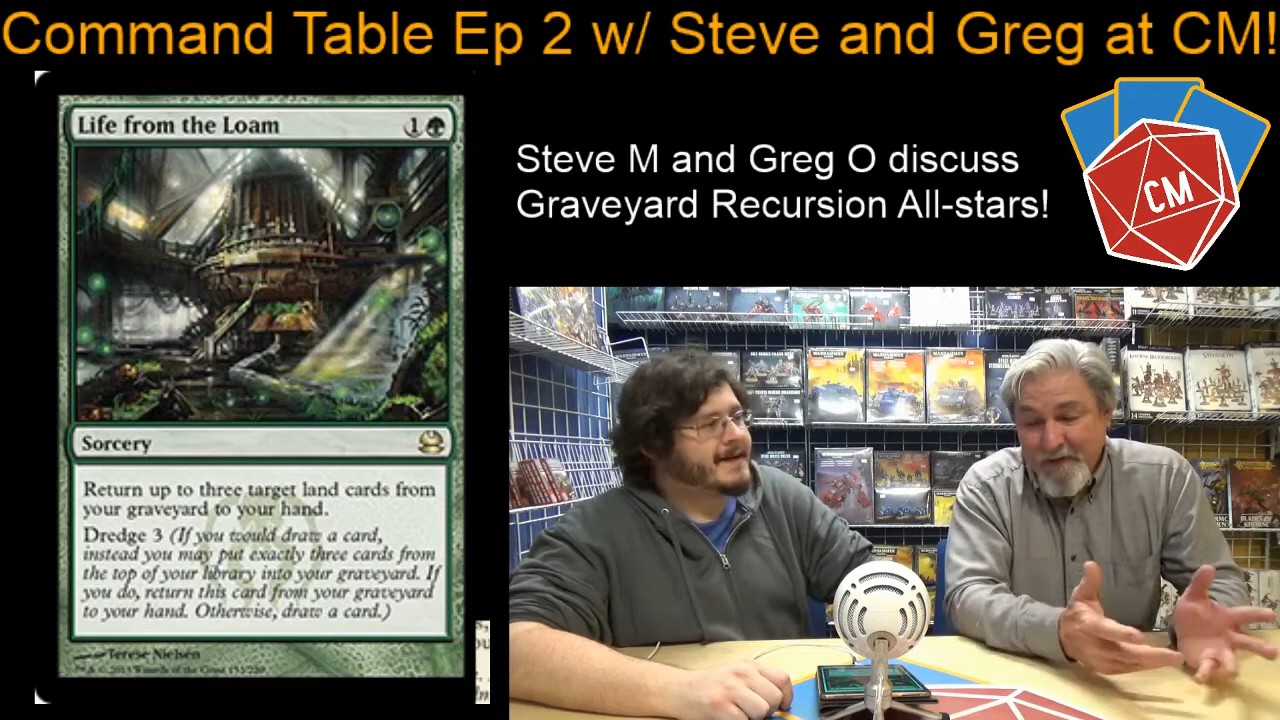 Command Table Ep 2 w/ Steve and Greg at CM!
Life from the Loam 1
Steve M and Greg O discuss
Graveyard Recursion All-stars!
CM
Sorcery
Return up to three target land cards from
your graveyard to your hand.
Dredge 3 (If you would draw a card,
instead you may put exactly three cards from
the top of your library into your graveyard. If
you do, return this card from your graveyard
to your hand. Otherwise, draw a card.)
Terese Nielsen
WARHAMMER
WARHAMMER
WARHAMMER